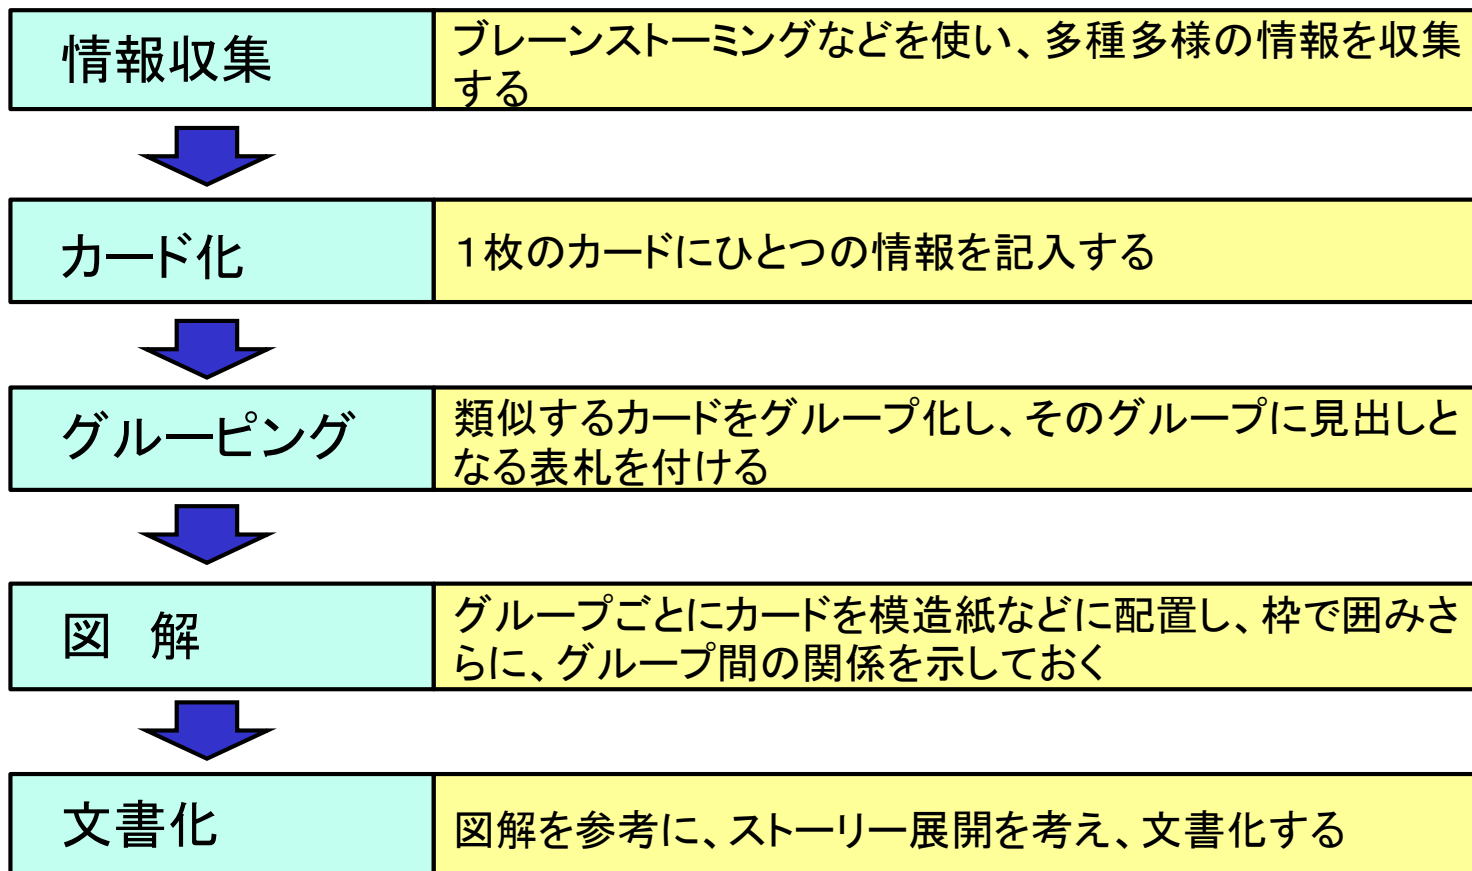 情報収集
ブレーンストーミングなどを使い、多種多様の情報を収集
する
カード化
１枚のカードにひとつの情報を記入する
グルーピング
類似するカードをグループ化し、そのグループに見出しと
なる表札を付ける
図　解
グループごとにカードを模造紙などに配置し、枠で囲みさ
らに、グループ間の関係を示しておく
文書化
図解を参考に、ストーリー展開を考え、文書化する